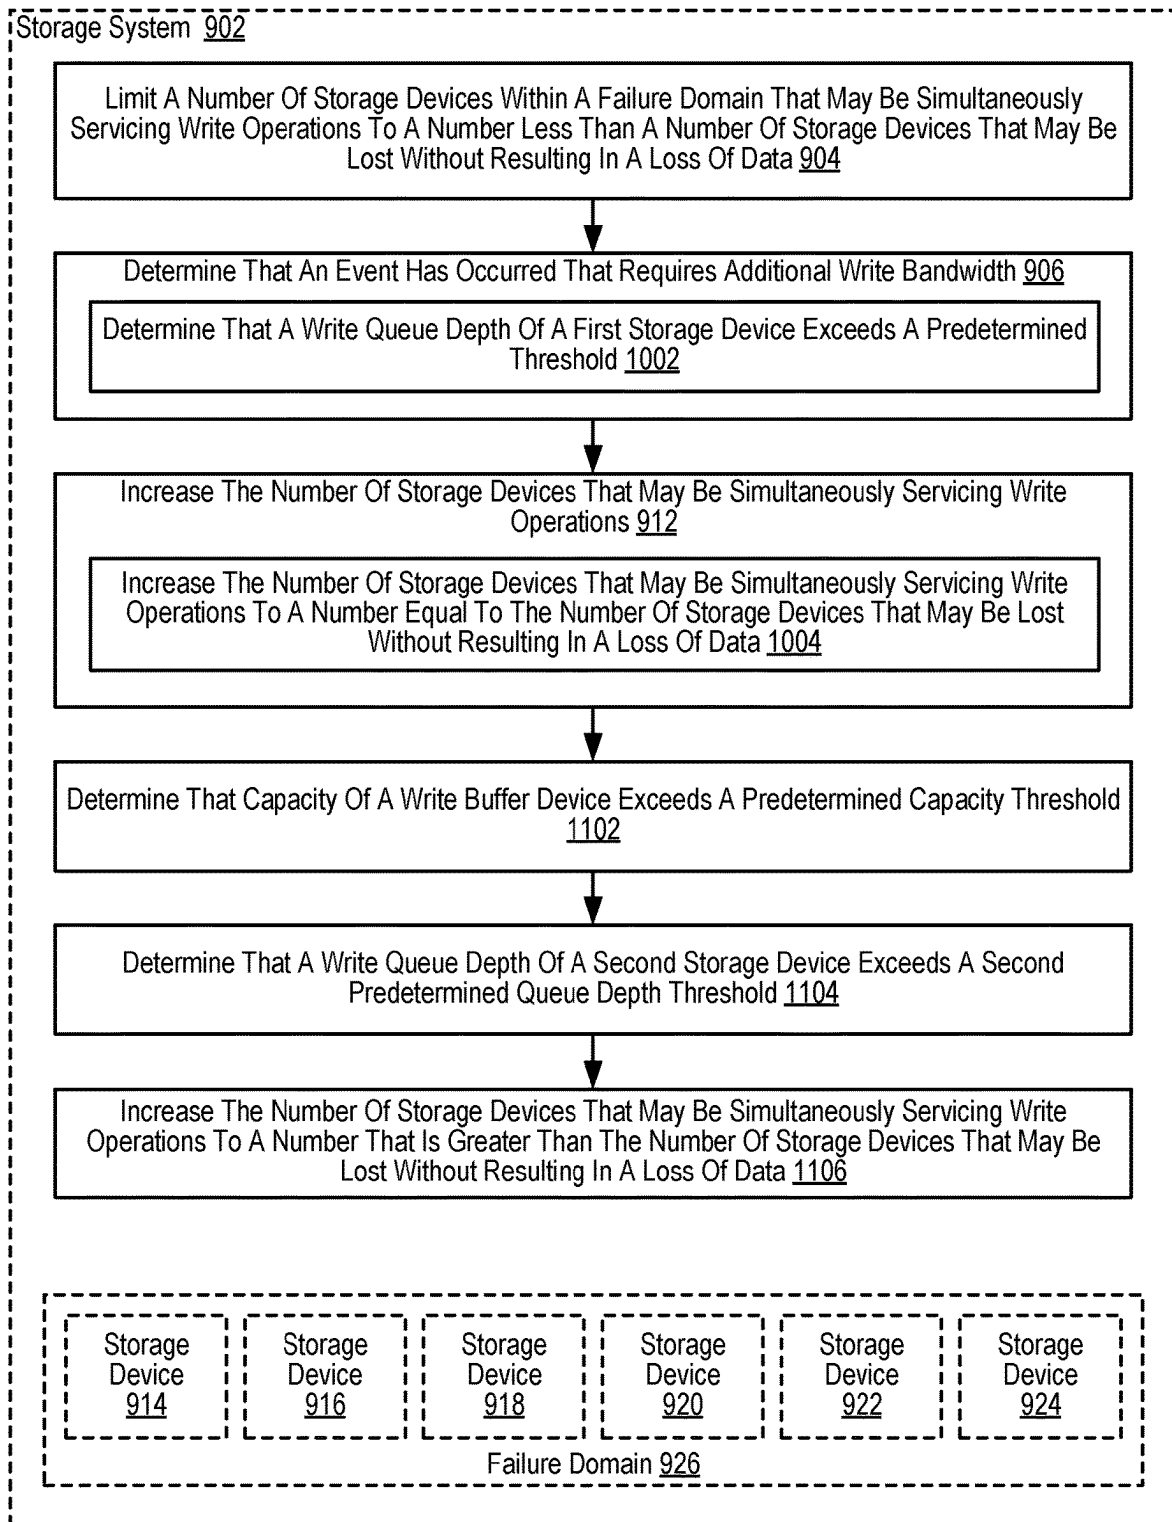 Storage System 902
Limit A Number Of Storage Devices Within A Failure Domain That May Be Simultaneously
Servicing Write Operations To A Number Less Than A Number Of Storage Devices That May Be
Lost Without Resulting In A Loss Of Data 904
Determine That An Event Has Occurred That Requires Additional Write Bandwidth 906
Determine That A Write Queue Depth Of A First Storage Device Exceeds A Predetermined
Threshold 1002
Increase The Number Of Storage Devices That May Be Simultaneously Servicing Write
Operations 912
Increase The Number Of Storage Devices That May Be Simultaneously Servicing Write
Operations To A Number Equal To The Number Of Storage Devices That May Be Lost
Without Resulting In A Loss Of Data 1004
Determine That Capacity Of A Write Buffer Device Exceeds A Predetermined Capacity Threshold
1102
Determine That A Write Queue Depth Of A Second Storage Device Exceeds A Second
Predetermined Queue Depth Threshold 1104
Increase The Number Of Storage Devices That May Be Simultaneously Servicing Write
Operations To A Number That Is Greater Than The Number Of Storage Devices That May Be
Lost Without Resulting In A Loss Of Data 1106
Storage
Device
914
Storage
Device
916
Storage
Device
918
Storage
Device
920
Storage
Device
922
Storage
Device
924
Failure Domain 926